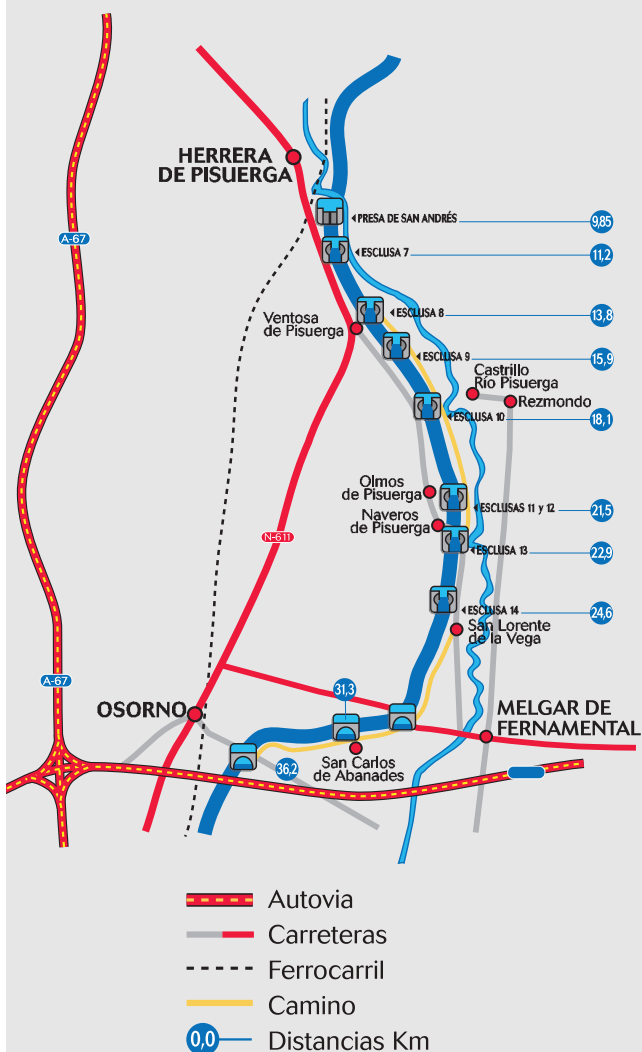 HERRERA
DE PISUERGA
PRESA DE SAN ANDRÉS
9,85
A-67
ESCLUSA 7
11,2
ESCLUSA 8
13,8
Ventosa
de Pisuerga
ESCLUSA 9
15,9
Castrillo
Río Pisuerga
Rezmondo
ESCLUSA 10
18,1
Olmos
de Pisuerga
ESCLUSAS 11 y 12
21,5
Naveros
de Pisuerga
N-611
ESCLUSA 13
22,9
ESCLUSA 14
24,6
San Lorente
de la Vega
A-67
31,3
OSORNO
MELGAR DE
FERNAMENTAL
San Carlos
de Abanades
36,2
Autovia
Carreteras
Ferrocarril
Camino
0,0
Distancias Km